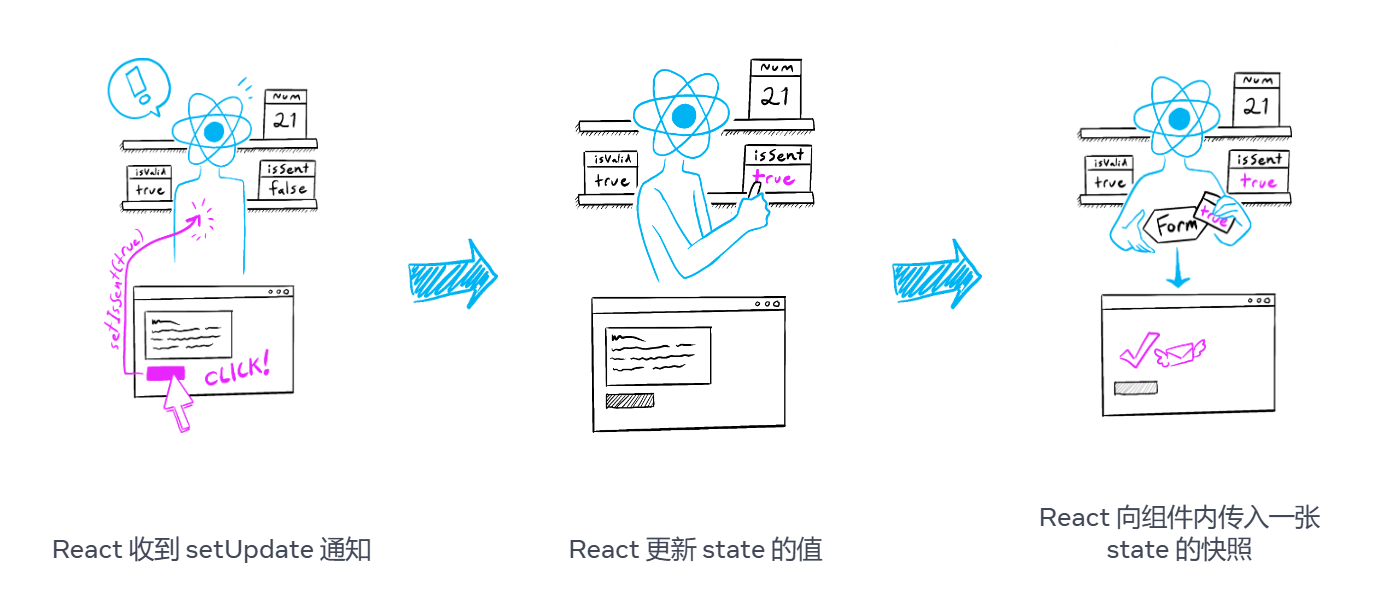 !
Num
21
isValid
true
isSent
false
setIsSent(true)
CLICK!
React 收到 setUpdate 通知
Num
21
isValid
true
isSent
true
React 更新 state 的值
Num
21
isValid
true
isSent
true
Form
true
React 向组件内传入一张
state 的快照